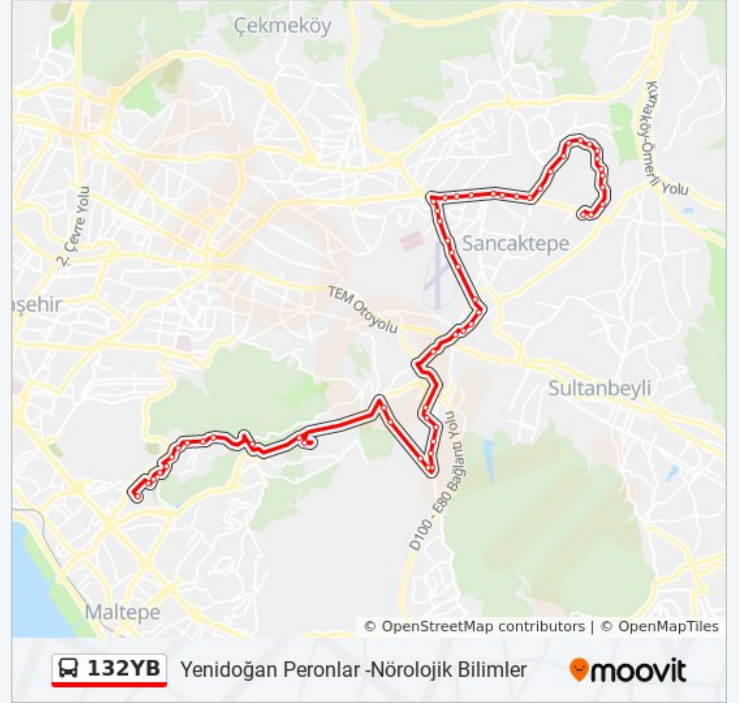 Çekmeköy
Kurnaköy-Ömerli Yolu
2. Çevre Yolu
Sancaktepe
TEM Otoyolu
aşehir
Sultanbeyli
D100 - E80 Bağlantı Yolu
Maltepe
© OpenStreetMap contributors | © OpenMapTiles
132YB Yenidoğan Peronlar -Nörolojik Bilimler moovit